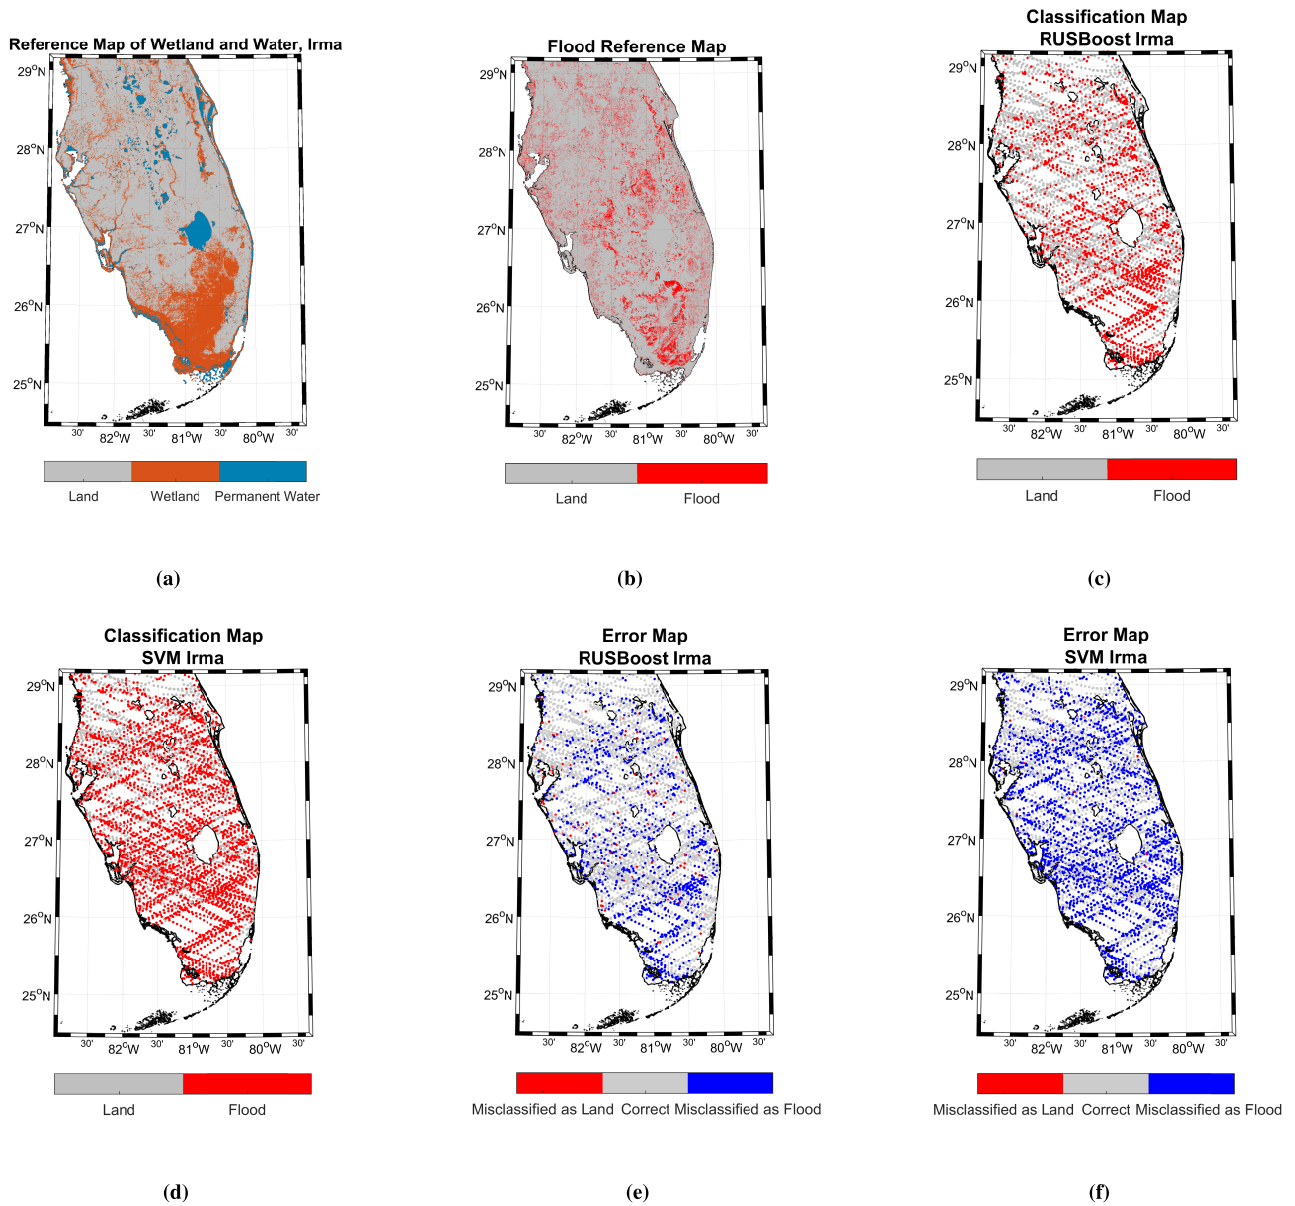 Reference Map of Wetland and Water, Irma
29°N
28°N
27°N
26°N
25°N
30' 82°W 30' 81°W 30' 80°W 30'
Land Wetland Permanent Water
(a)
Flood Reference Map
29°N
28°N
27°N
26°N
25°N
30' 82°W 30' 81°W 30' 80°W 30'
Land Flood
(b)
Classification Map
RUSBoost Irma
29°N
28°N
27°N
26°N
25°N
30' 82°W 30' 81°W 30' 80°W 30'
Land Flood
(c)
Classification Map
SVM Irma
29°N
28°N
27°N
26°N
25°N
30' 82°W 30' 81°W 30' 80°W 30'
Land Flood
(d)
Error Map
RUSBoost Irma
29°N
28°N
27°N
26°N
25°N
30' 82°W 30' 81°W 30' 80°W 30'
Misclassified as Land Correct Misclassified as Flood
(e)
Error Map
SVM Irma
29°N
28°N
27°N
26°N
25°N
30' 82°W 30' 81°W 30' 80°W 30'
Misclassified as Land Correct Misclassified as Flood
(f)